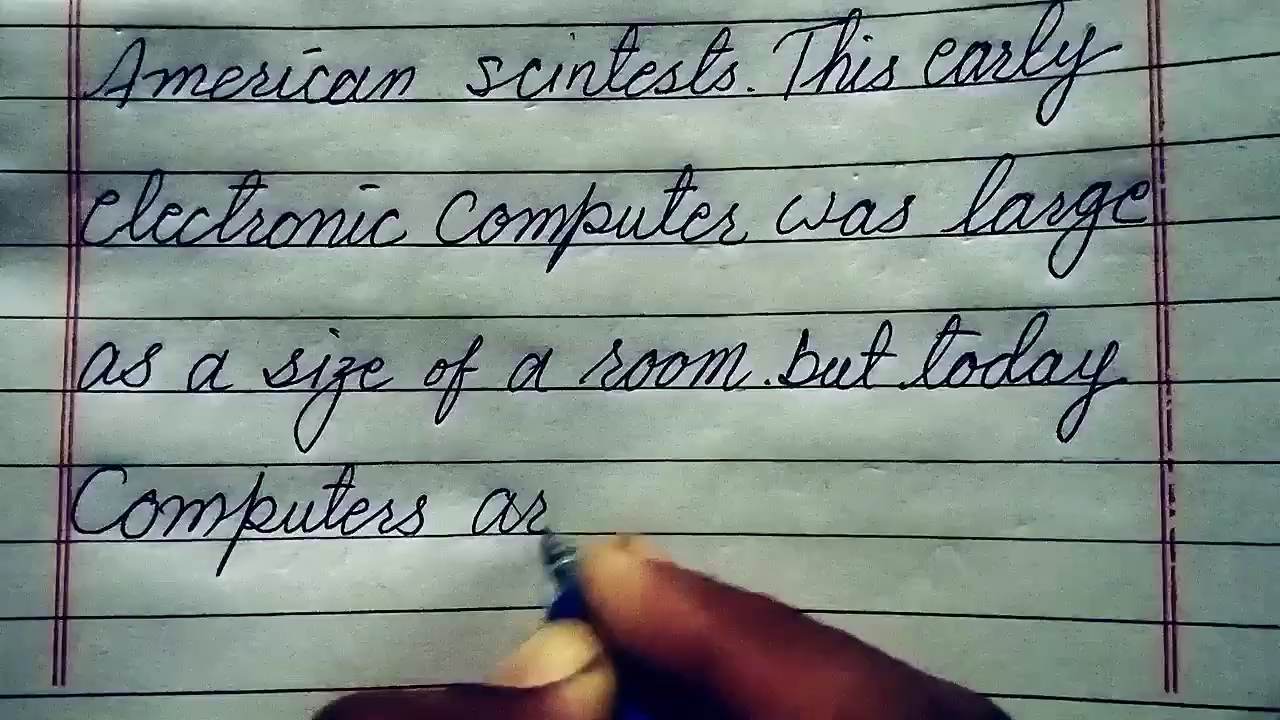 American scintests. This early
electronic Computer was large
as a size of a room. but today
Computers ar